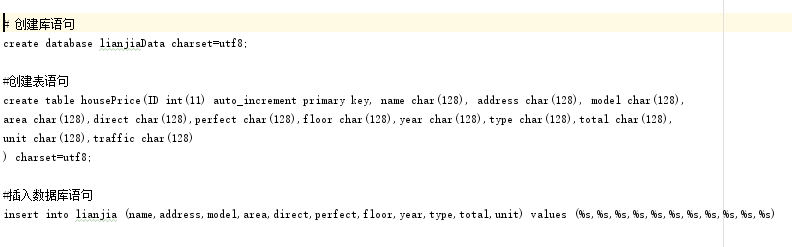 # 创建库语句
create database lianjiaData charset=utf8;
#创建表语句
create table housePrice(ID int(11) auto_increment primary key, name char(128), address char(128), model char(128),
area char(128),direct char(128),perfect char(128),floor char(128),year char(128),type char(128),total char(128),
unit char(128),traffic char(128)
) charset=utf8;
#插入数据库语句
insert into lianjia (name,address,model,area,direct,perfect,floor,year,type,total,unit) values (%s,%s,%s,%s,%s,%s,%s,%s,%s,%s,%s)